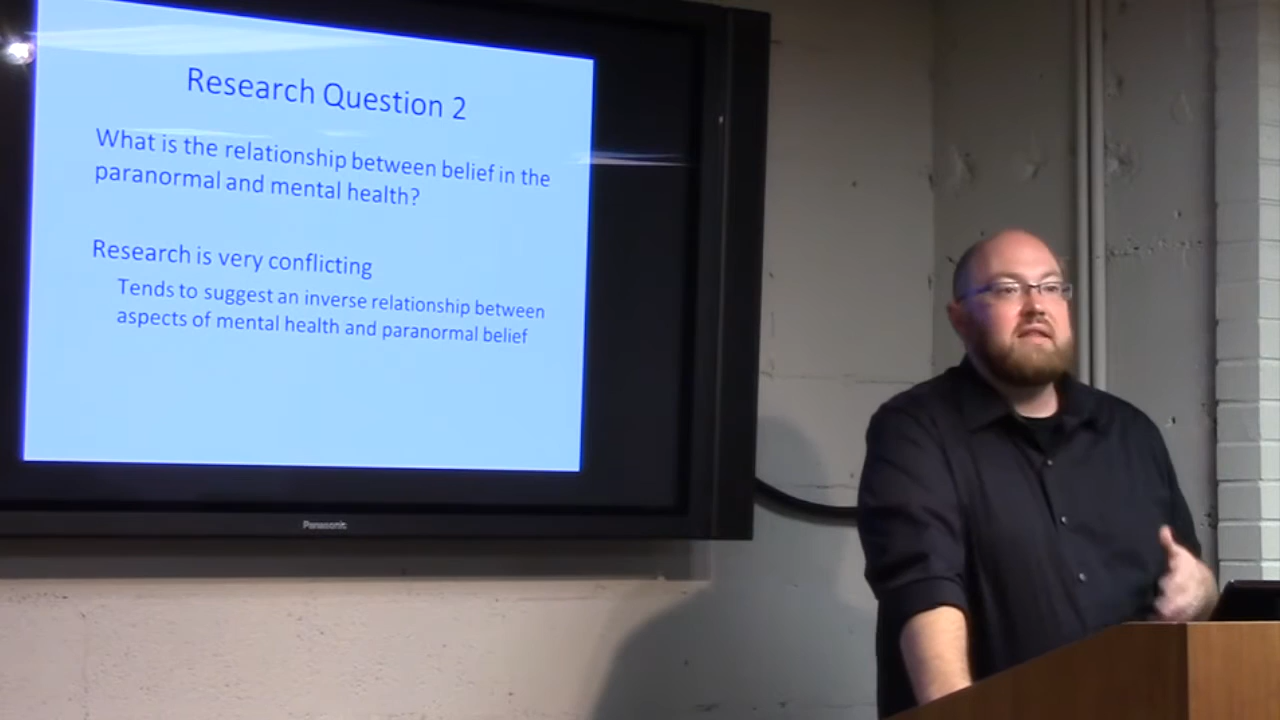 Research Question 2
What is the relationship between belief in the
paranormal and mental health?
Research is very conflicting
Tends to suggest an inverse relationship between
aspects of mental health and paranormal belief
Panasonic